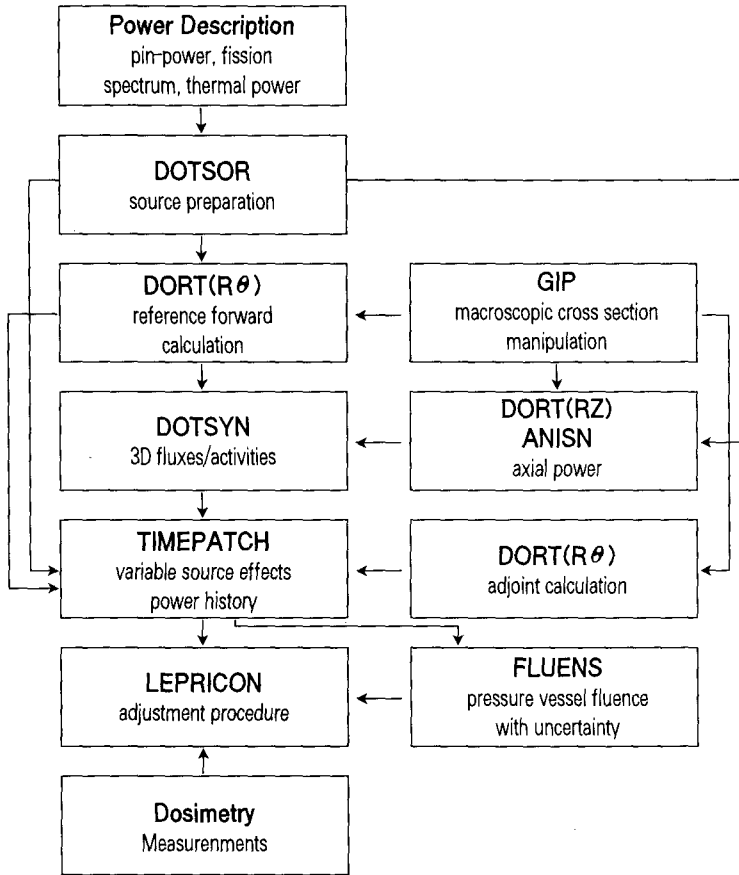 Power Description
pin-power, fission
spectrum, thermal power
DOTSOR
source preparation
DORT(Rθ)
reference forward
calculation
GIP
macroscopic cross section
manipulation
DOTSYN
3D fluxes/activities
DORT(RZ)
ANISN
axial power
TIMEPATCH
variable source effects
power history
DORT(Rθ)
adjoint calculation
LEPRICON
adjustment procedure
FLUENS
pressure vessel fluence
with uncertainty
Dosimetry
Measurenments